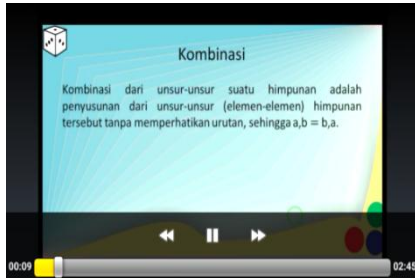 Kombinasi
Kombinasi dari unsur-unsur suatu himpunan adalah
penyusunan dari unsur-unsur (elemen-elemen) himpunan
tersebut tanpa memperhatikan urutan, sehingga a,b = b,a.
00:09 02:45